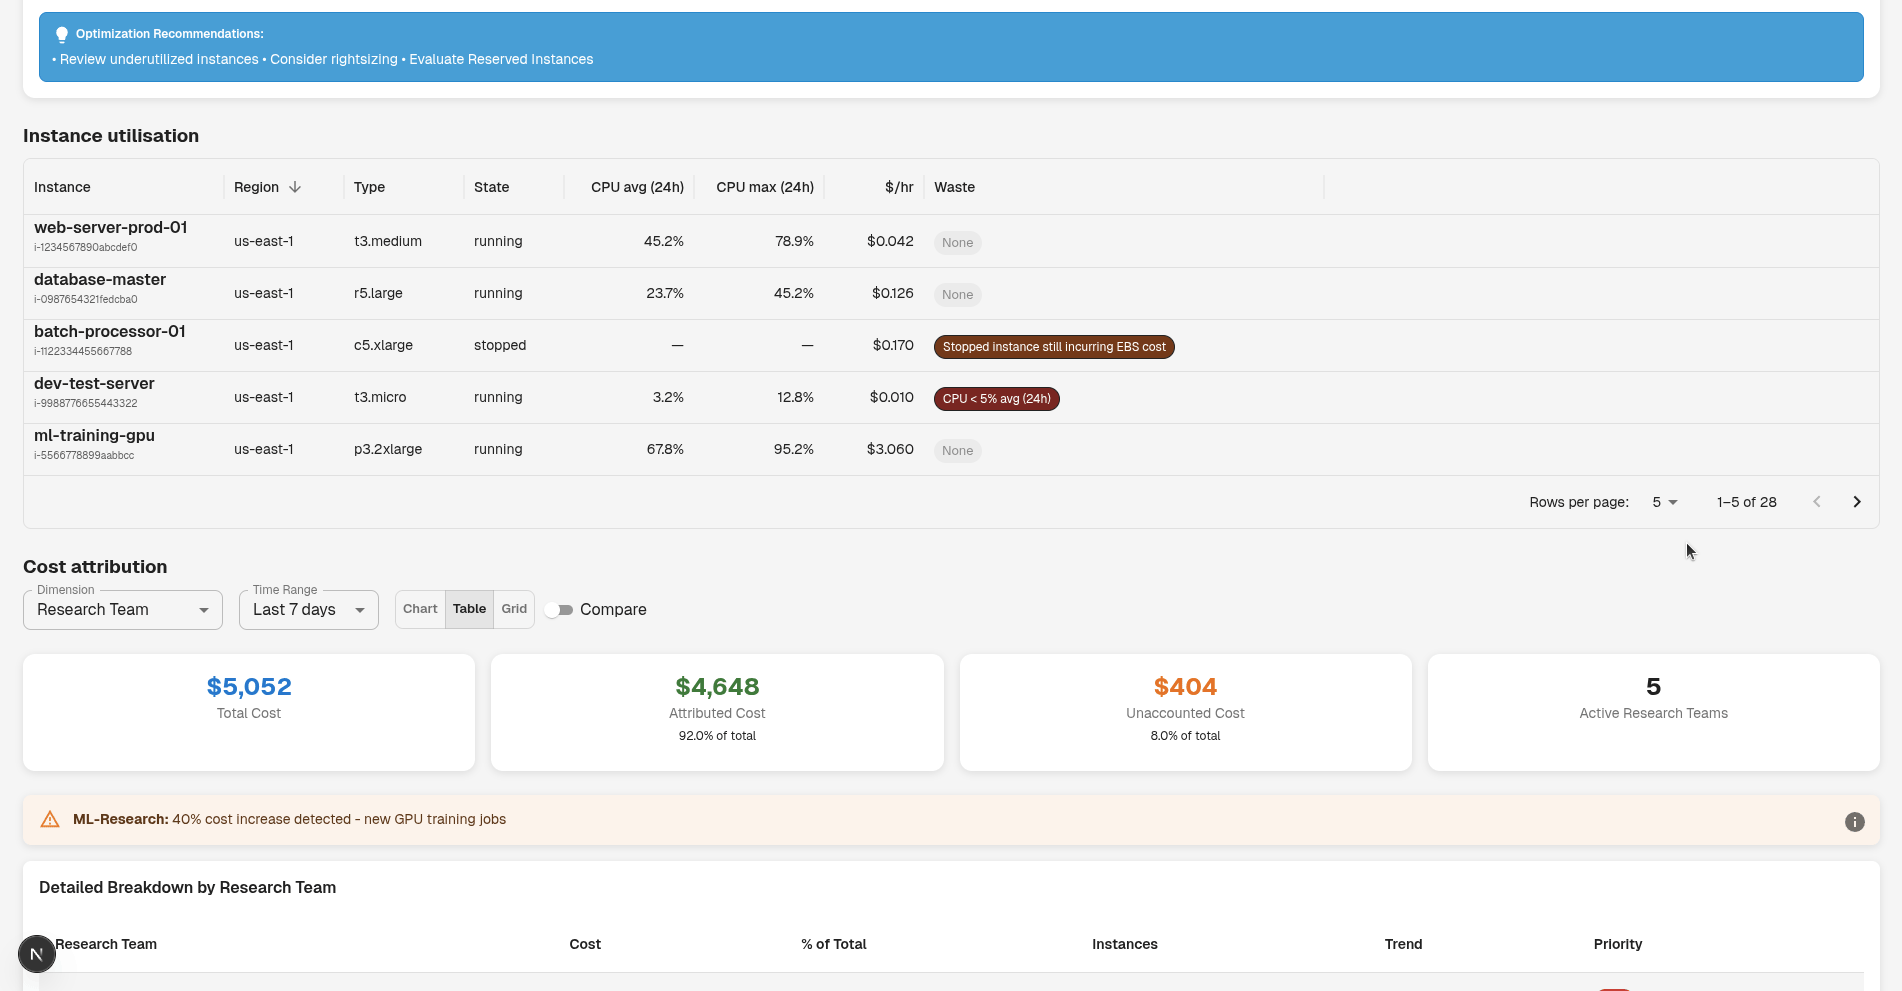 Optimization Recommendations:
• Review underutilized Instances • Consider rightsizing • Evaluate Reserved Instances
Instance utilisation
Instance Region Type State CPU avg (24h) CPU max (24h) $/hr Waste
web-server-prod-01
i-1234567890abcdef0 us-east-1 t3.medium running 45.2% 78.9% $0.042 None
database-master
i-0987654321fedcba0 us-east-1 r5.large running 23.7% 45.2% $0.126 None
batch-processor-01
i-1122334455667788 us-east-1 c5.xlarge stopped — — $0.170 Stopped instance still incurring EBS cost
dev-test-server
i-9988776655443322 us-east-1 t3.micro running 3.2% 12.8% $0.010 CPU < 5% avg (24h)
ml-training-gpu
i-5566778899aabbcc us-east-1 p3.2xlarge running 67.8% 95.2% $3.060 None
Rows per page: 5 1–5 of 28
Cost attribution
Dimension Time Range
Research Team Last 7 days Chart Table Grid Compare
$5,052 $4,648 $404 5
Total Cost Attributed Cost Unaccounted Cost Active Research Teams
92.0% of total 8.0% of total
ML-Research: 40% cost increase detected - new GPU training jobs
Detailed Breakdown by Research Team
Research Team Cost % of Total Instances Trend Priority
N